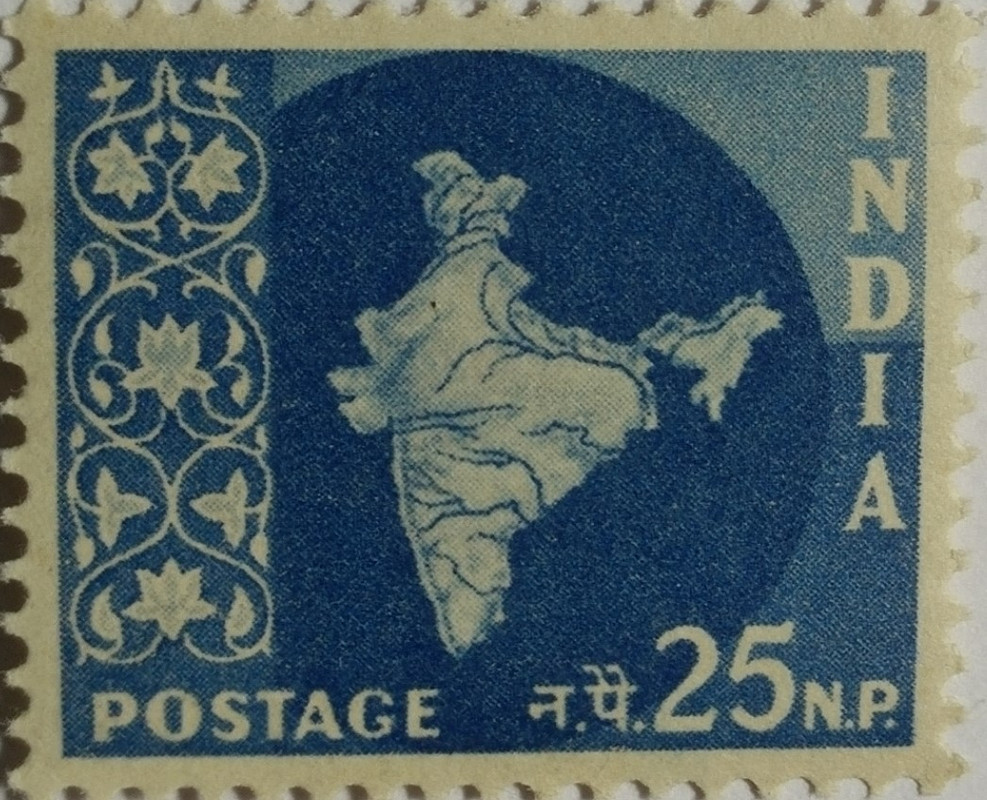 INDIA
POSTAGE न.पै. 25 N.P.